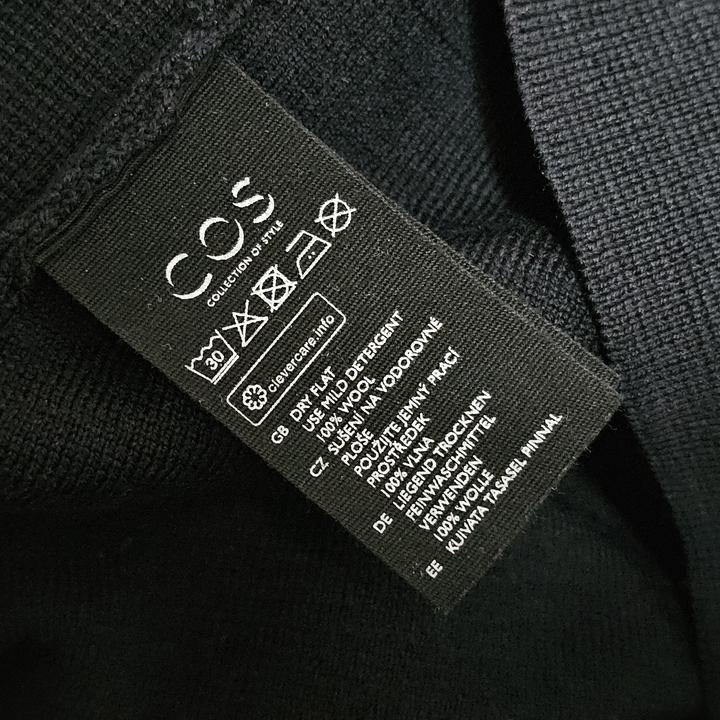 COS
COLLECTION OF STYLE
30
clevercare.info
GB DRY FLAT
USE MILD DETERGENT
100% WOOL
CZ SUŠENÍ NA VODOROVNÉ
PLOŠE
POUŽIJTE JEMNÝ PRACÍ
PROSTŘEDEK
100% VLNA
DE LIEGEND TROCKNEN
FEINWASCHMITTEL
VERWENDEN
100% WOLLE
EE KUIVATA TASASEL PINNAL